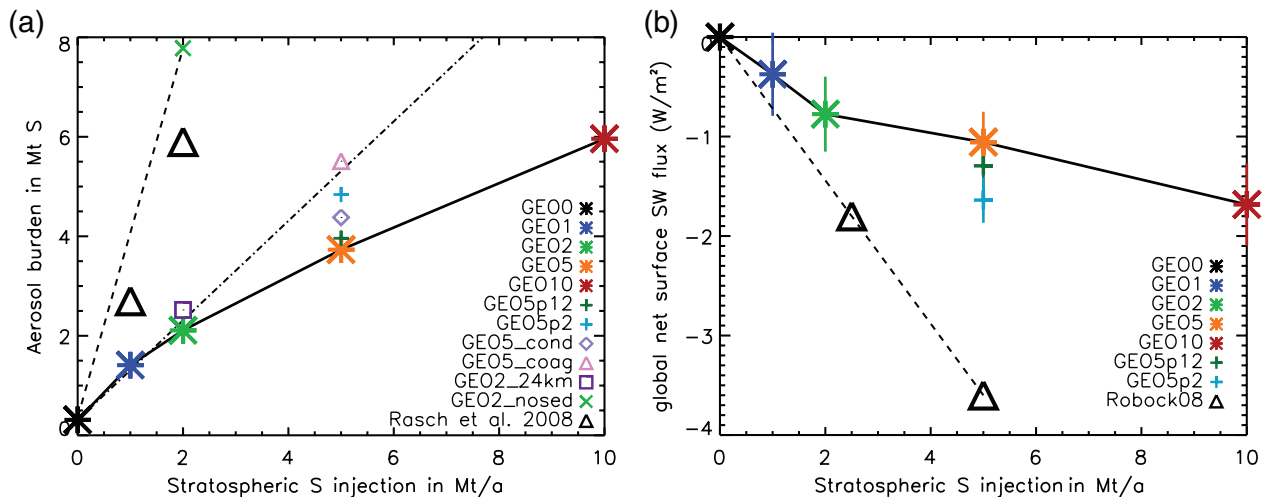 (a)
8
6
4
2
0
Aerosol burden in Mt S
GEO0
GEO1
GEO2
GEO5
GEO10
GEO5p12
GEO5p2
GEO5_cond
GEO5_coag
GEO2_24km
GEO2_nosed
Rasch et al. 2008
0 2 4 6 8 10
Stratospheric S injection in Mt/a
(b)
0
-1
-2
-3
-4
global net surface SW flux (W/m²)
GEO0
GEO1
GEO2
GEO5
GEO10
GEO5p12
GEO5p2
Robock08
0 2 4 6 8 10
Stratospheric S injection in Mt/a